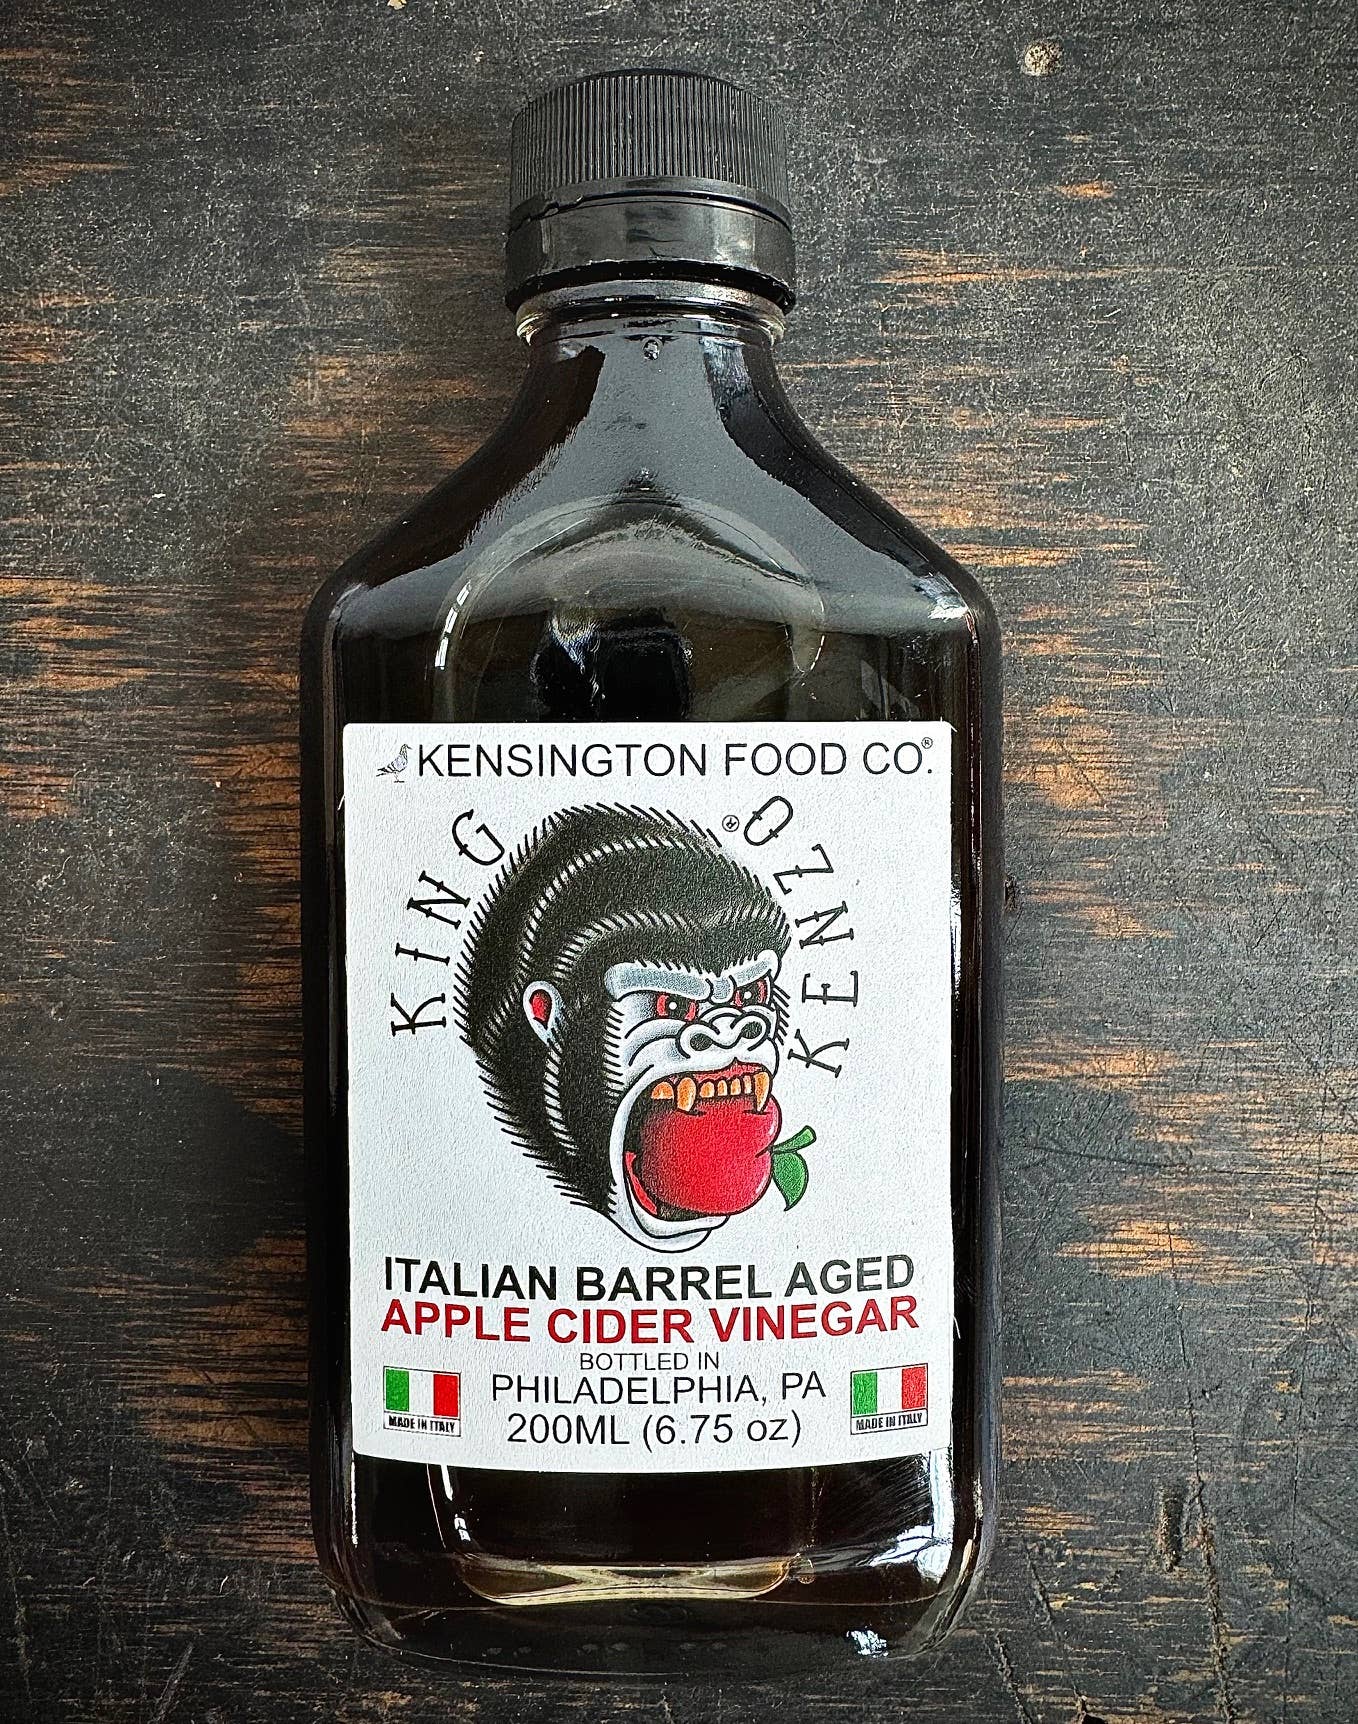 KENSINGTON FOOD CO.®
KING KENZO®
ITALIAN BARREL AGED
APPLE CIDER VINEGAR
BOTTLED IN
PHILADELPHIA, PA
200ML (6.75 oz)
MADE IN ITALY
MADE IN ITALY